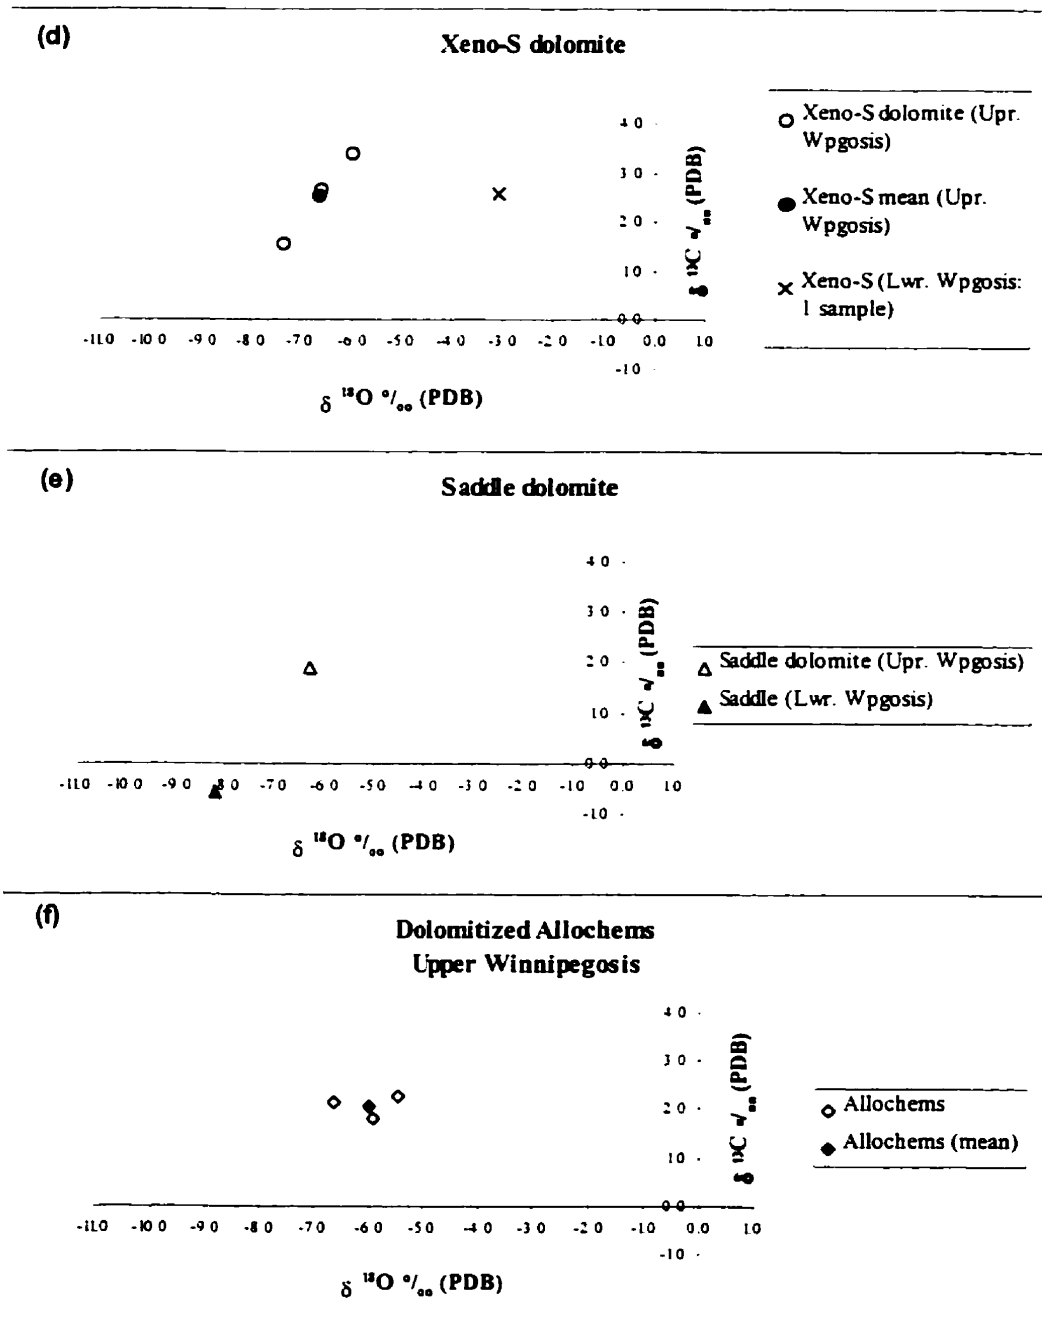 (d)
Xeno-S dolomite
4.0
3.0
2.0
1.0
0.0
-1.0
δ ¹³C º/ₒₒ (PDB)
-11.0 -10.0 -9.0 -8.0 -7.0 -6.0 -5.0 -4.0 -3.0 -2.0 -1.0 0.0 1.0
δ ¹⁸O º/ₒₒ (PDB)
Xeno-S dolomite (Upr.
Wpgosis)
Xeno-S mean (Upr.
Wpgosis)
Xeno-S (Lwr. Wpgosis:
1 sample)
(e)
Saddle dolomite
4.0
3.0
2.0
1.0
0.0
-1.0
δ ¹³C º/ₒₒ (PDB)
-11.0 -10.0 -9.0 -8.0 -7.0 -6.0 -5.0 -4.0 -3.0 -2.0 -1.0 0.0 1.0
δ ¹⁸O º/ₒₒ (PDB)
Saddle dolomite (Upr. Wpgosis)
Saddle (Lwr. Wpgosis)
(f)
Dolomitized Allochems
Upper Winnipegosis
4.0
3.0
2.0
1.0
0.0
-1.0
δ ¹³C º/ₒₒ (PDB)
-11.0 -10.0 -9.0 -8.0 -7.0 -6.0 -5.0 -4.0 -3.0 -2.0 -1.0 0.0 1.0
δ ¹⁸O º/ₒₒ (PDB)
Allochems
Allochems (mean)